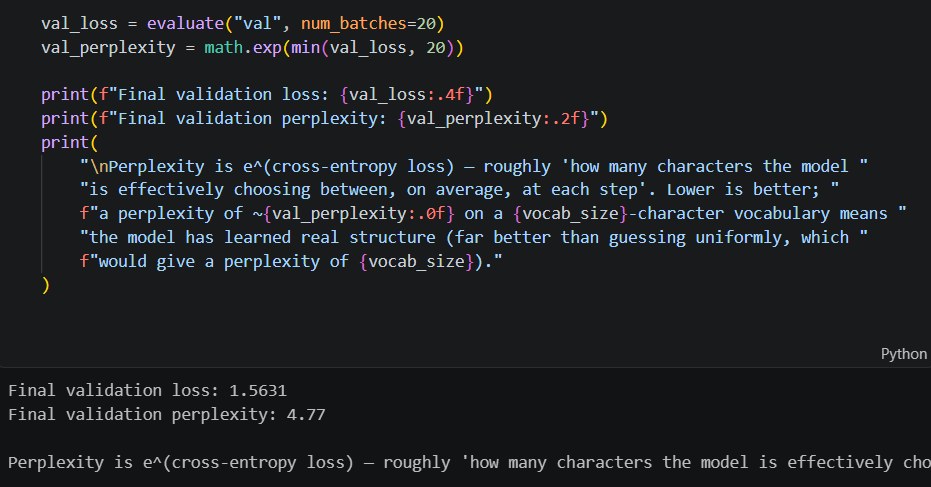 val_loss = evaluate("val", num_batches=20)
val_perplexity = math.exp(min(val_loss, 20))
print(f"Final validation loss: {val_loss:.4f}")
print(f"Final validation perplexity: {val_perplexity:.2f}")
print(
"\nPerplexity is e^(cross-entropy loss) — roughly 'how many characters the model "
"is effectively choosing between, on average, at each step'. Lower is better; "
f"a perplexity of ~{val_perplexity:.0f} on a {vocab_size}-character vocabulary means "
"the model has learned real structure (far better than guessing uniformly, which "
f"would give a perplexity of {vocab_size})."
)
Python
Final validation loss: 1.5631
Final validation perplexity: 4.77
Perplexity is e^(cross-entropy loss) — roughly 'how many characters the model is effectively cho